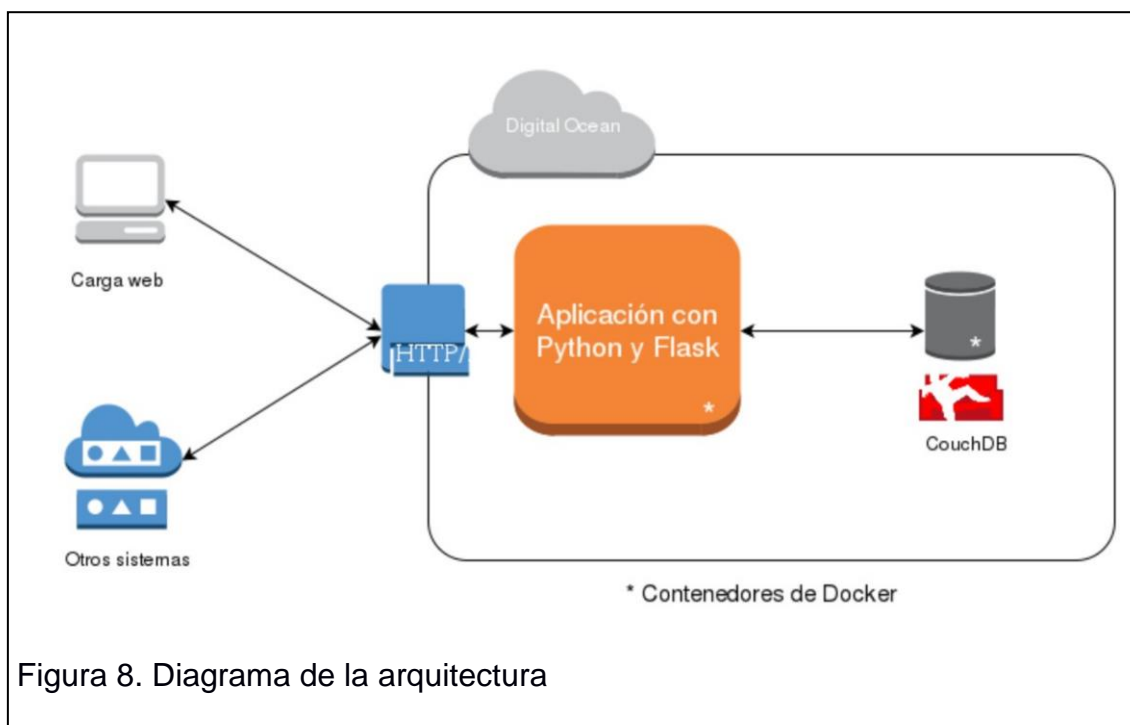 Digital Ocean
Carga web
HTTP/
Aplicación con
Python y Flask
*
*
CouchDB
Otros sistemas
* Contenedores de Docker
Figura 8. Diagrama de la arquitectura